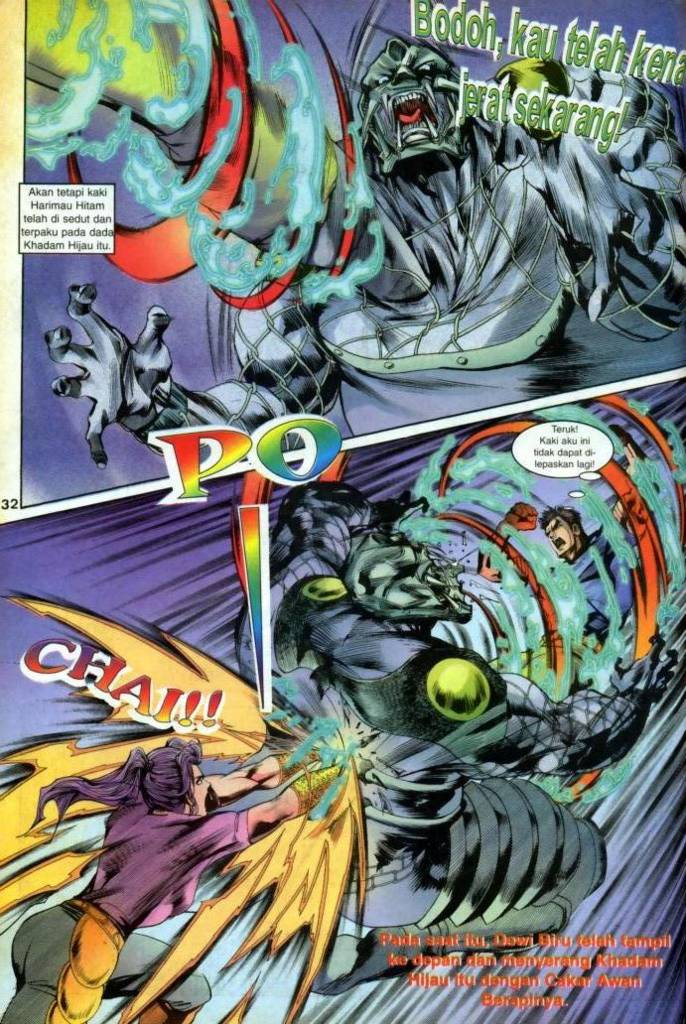 Bodoh, kau telah kena
jerat sekarang!
Akan tetapi kaki
Harimau Hitam
telah di sedut dan
terpaku pada dada
Khadam Hijau itu.
PO
!
Teruk!
Kaki aku ini
tidak dapat di-
lepaskan lagi!
32
CHAI!!!
Pada saat itu, Dewi Biru telah tampil
ke depan dan menyerang Khadam
Hijau itu dengan Cakar Awan
Berapinya.